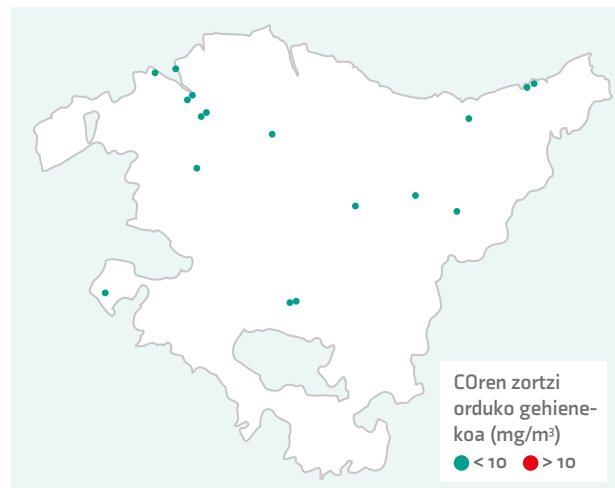 COren zortzi
orduko gehiene-
koa (mg/m³)
< 10 > 10